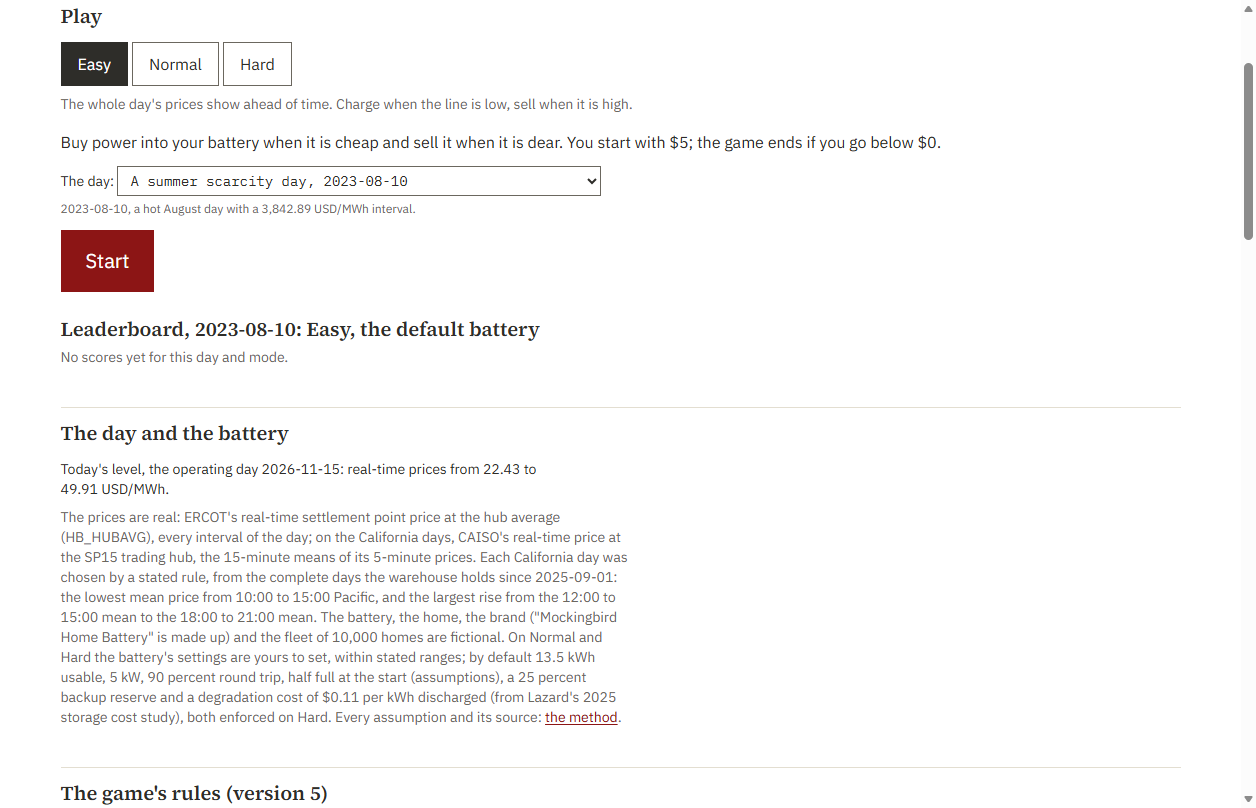 Play
Easy Normal Hard
The whole day's prices show ahead of time. Charge when the line is low, sell when it is high.
Buy power into your battery when it is cheap and sell it when it is dear. You start with $5; the game ends if you go below $0.
The day: A summer scarcity day, 2023-08-10
2023-08-10, a hot August day with a 3,842.89 USD/MWh interval.
Start
Leaderboard, 2023-08-10: Easy, the default battery
No scores yet for this day and mode.
The day and the battery
Today's level, the operating day 2026-11-15: real-time prices from 22.43 to
49.91 USD/MWh.
The prices are real: ERCOT's real-time settlement point price at the hub average
(HB_HUBAVG), every interval of the day; on the California days, CAISO's real-time price at
the SP15 trading hub, the 15-minute means of its 5-minute prices. Each California day was
chosen by a stated rule, from the complete days the warehouse holds since 2025-09-01:
the lowest mean price from 10:00 to 15:00 Pacific, and the largest rise from the 12:00 to
15:00 mean to the 18:00 to 21:00 mean. The battery, the home, the brand ("Mockingbird
Home Battery" is made up) and the fleet of 10,000 homes are fictional. On Normal and
Hard the battery's settings are yours to set, within stated ranges; by default 13.5 kWh
usable, 5 kW, 90 percent round trip, half full at the start (assumptions), a 25 percent
backup reserve and a degradation cost of $0.11 per kWh discharged (from Lazard's 2025
storage cost study), both enforced on Hard. Every assumption and its source: the method.
The game's rules (version 5)